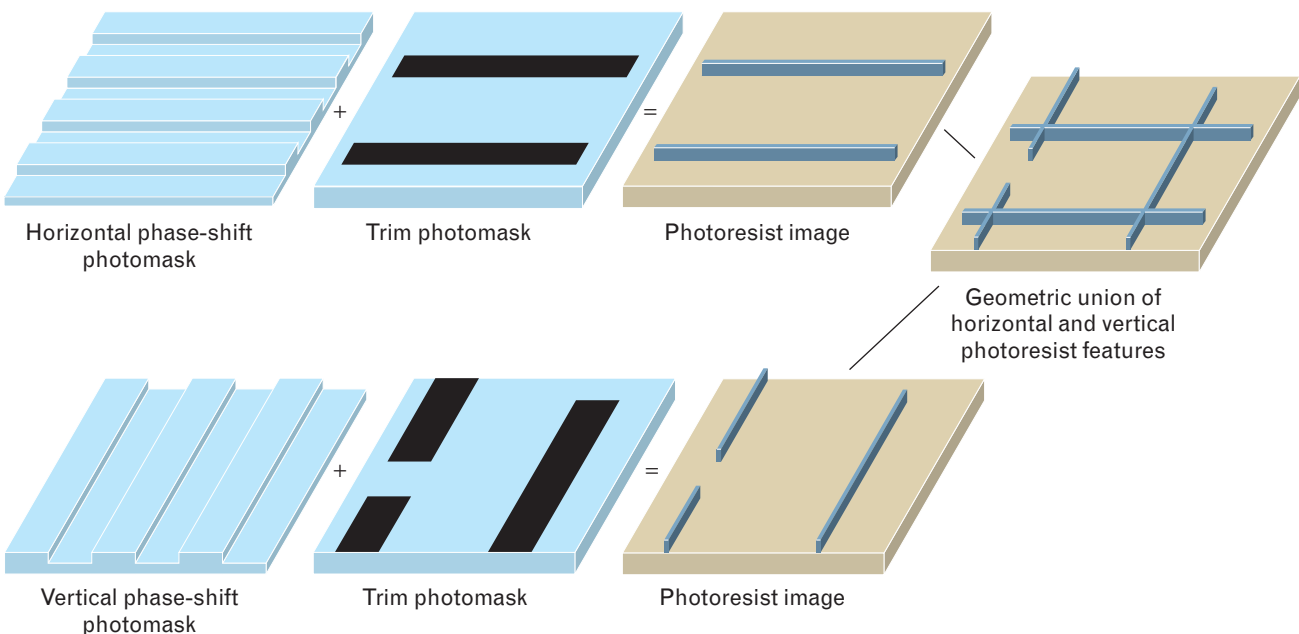 +
=
Horizontal phase-shift
photomask
Trim photomask
Photoresist image
Geometric union of
horizontal and vertical
photoresist features
+
=
Vertical phase-shift
photomask
Trim photomask
Photoresist image